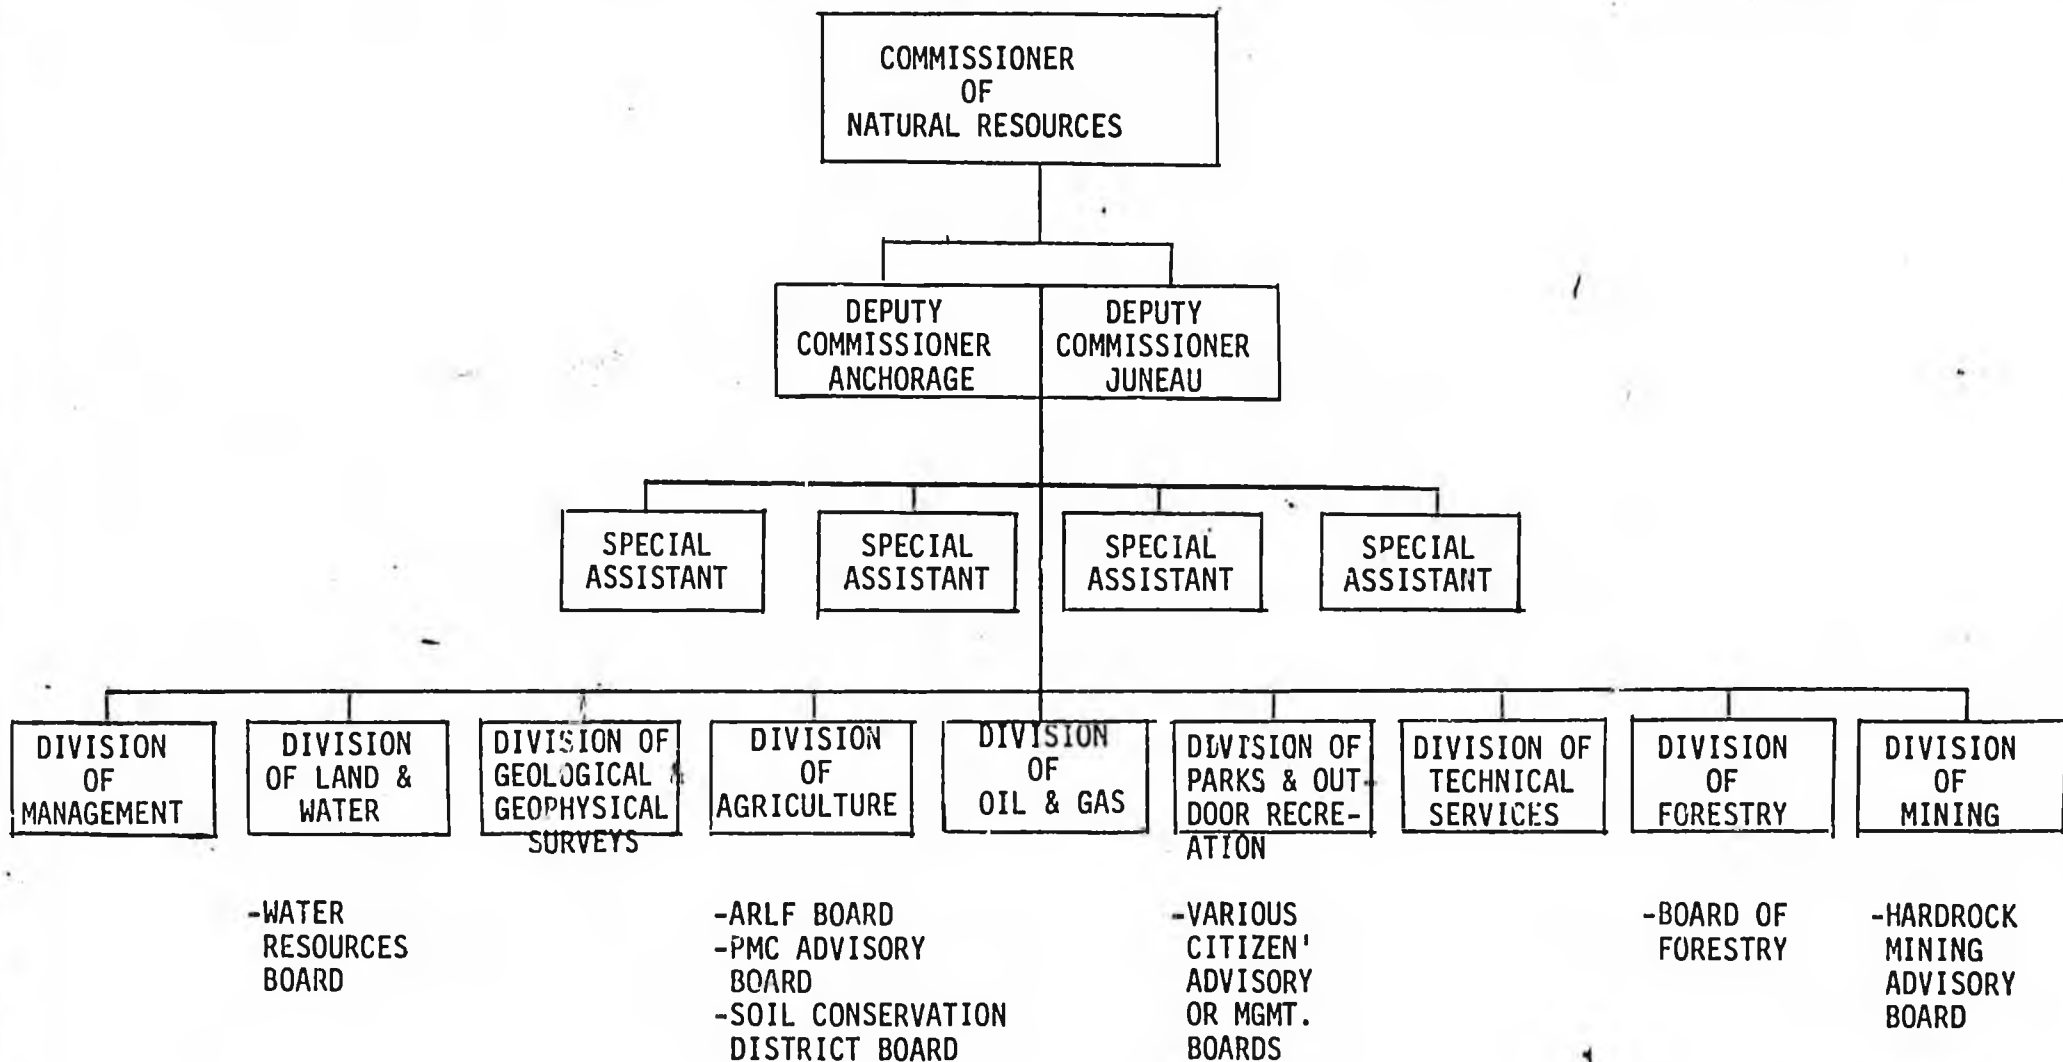 COMMISSIONER
OF
NATURAL RESOURCES
DEPUTY
COMMISSIONER
ANCHORAGE
DEPUTY
COMMISSIONER
JUNEAU
SPECIAL
ASSISTANT
SPECIAL
ASSISTANT
SPECIAL
ASSISTANT
SPECIAL
ASSISTANT
DIVISION
OF
MANAGEMENT
DIVISION
OF LAND &
WATER
-WATER
RESOURCES
BOARD
DIVISION OF
GEOLOGICAL &
GEOPHYSICAL
SURVEYS
DIVISION
OF
AGRICULTURE
-ARLF BOARD
-PMC ADVISORY
BOARD
-SOIL CONSERVATION
DISTRICT BOARD
DIVISION
OF
OIL & GAS
DIVISION OF
PARKS & OUT-
DOOR RECRE-
ATION
-VARIOUS
CITIZEN'
ADVISORY
OR MGMT.
BOARDS
DIVISION OF
TECHNICAL
SERVICES
DIVISION
OF
FORESTRY
-BOARD OF
FORESTRY
DIVISION
OF
MINING
-HARDROCK
MINING
ADVISORY
BOARD